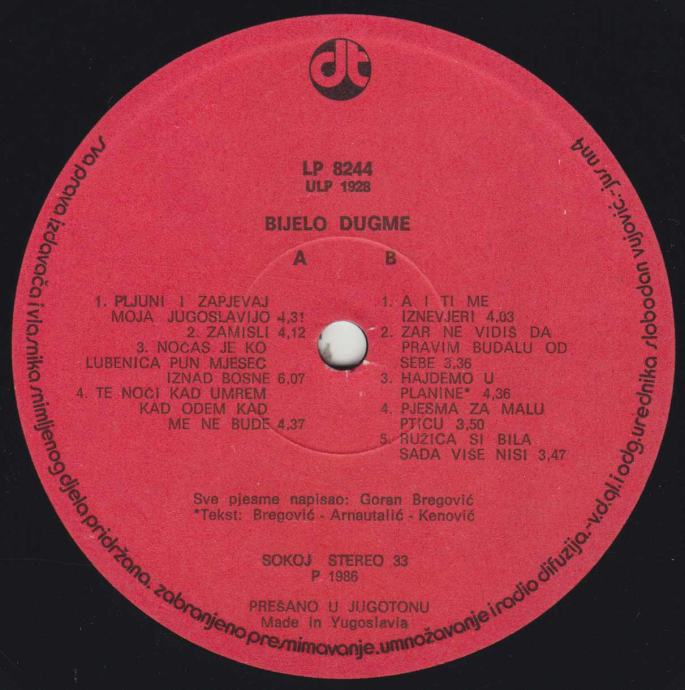 dt
LP 8244
ULP 1928
BIJELO DUGME
A
B
1. PLJUNI I ZAPJEVAJ
MOJA JUGOSLAVIJO 4,31
2. ZAMISLI 4,12
3. NOĆAS JE KO
LUBENICA PUN MJESEC
IZNAD BOSNE 6,07
4. TE NOĆI KAD UMREM
KAD ODEM KAD
ME NE BUDE 4,37
1. A I TI ME
IZNEVJERI 4.03
2. ZAR NE VIDIS DA
PRAVIM BUDALU OD
SEBE 3,36
3. HAJDEMO U
PLANINE* 4,36
4. PJESMA ZA MALU
PTICU 3,50
5. RUŽICA SI BILA
SADA VIŠE NISI 3,47
Sve pjesme napisao: Goran Bregović
*Tekst: Bregović - Arnautalić - Kenović
SOKOJ STEREO 33
P 1986
PREŠANO U JUGOTONU
Made in Yugoslavia
sva prava izdavača i vlasnika snimljenog djela pridržana. zabranjeno presnimavanje.umnožavanje i radio difuzija.-v.d.gl.i odg.urednika slobodan vujović.-jus nn4